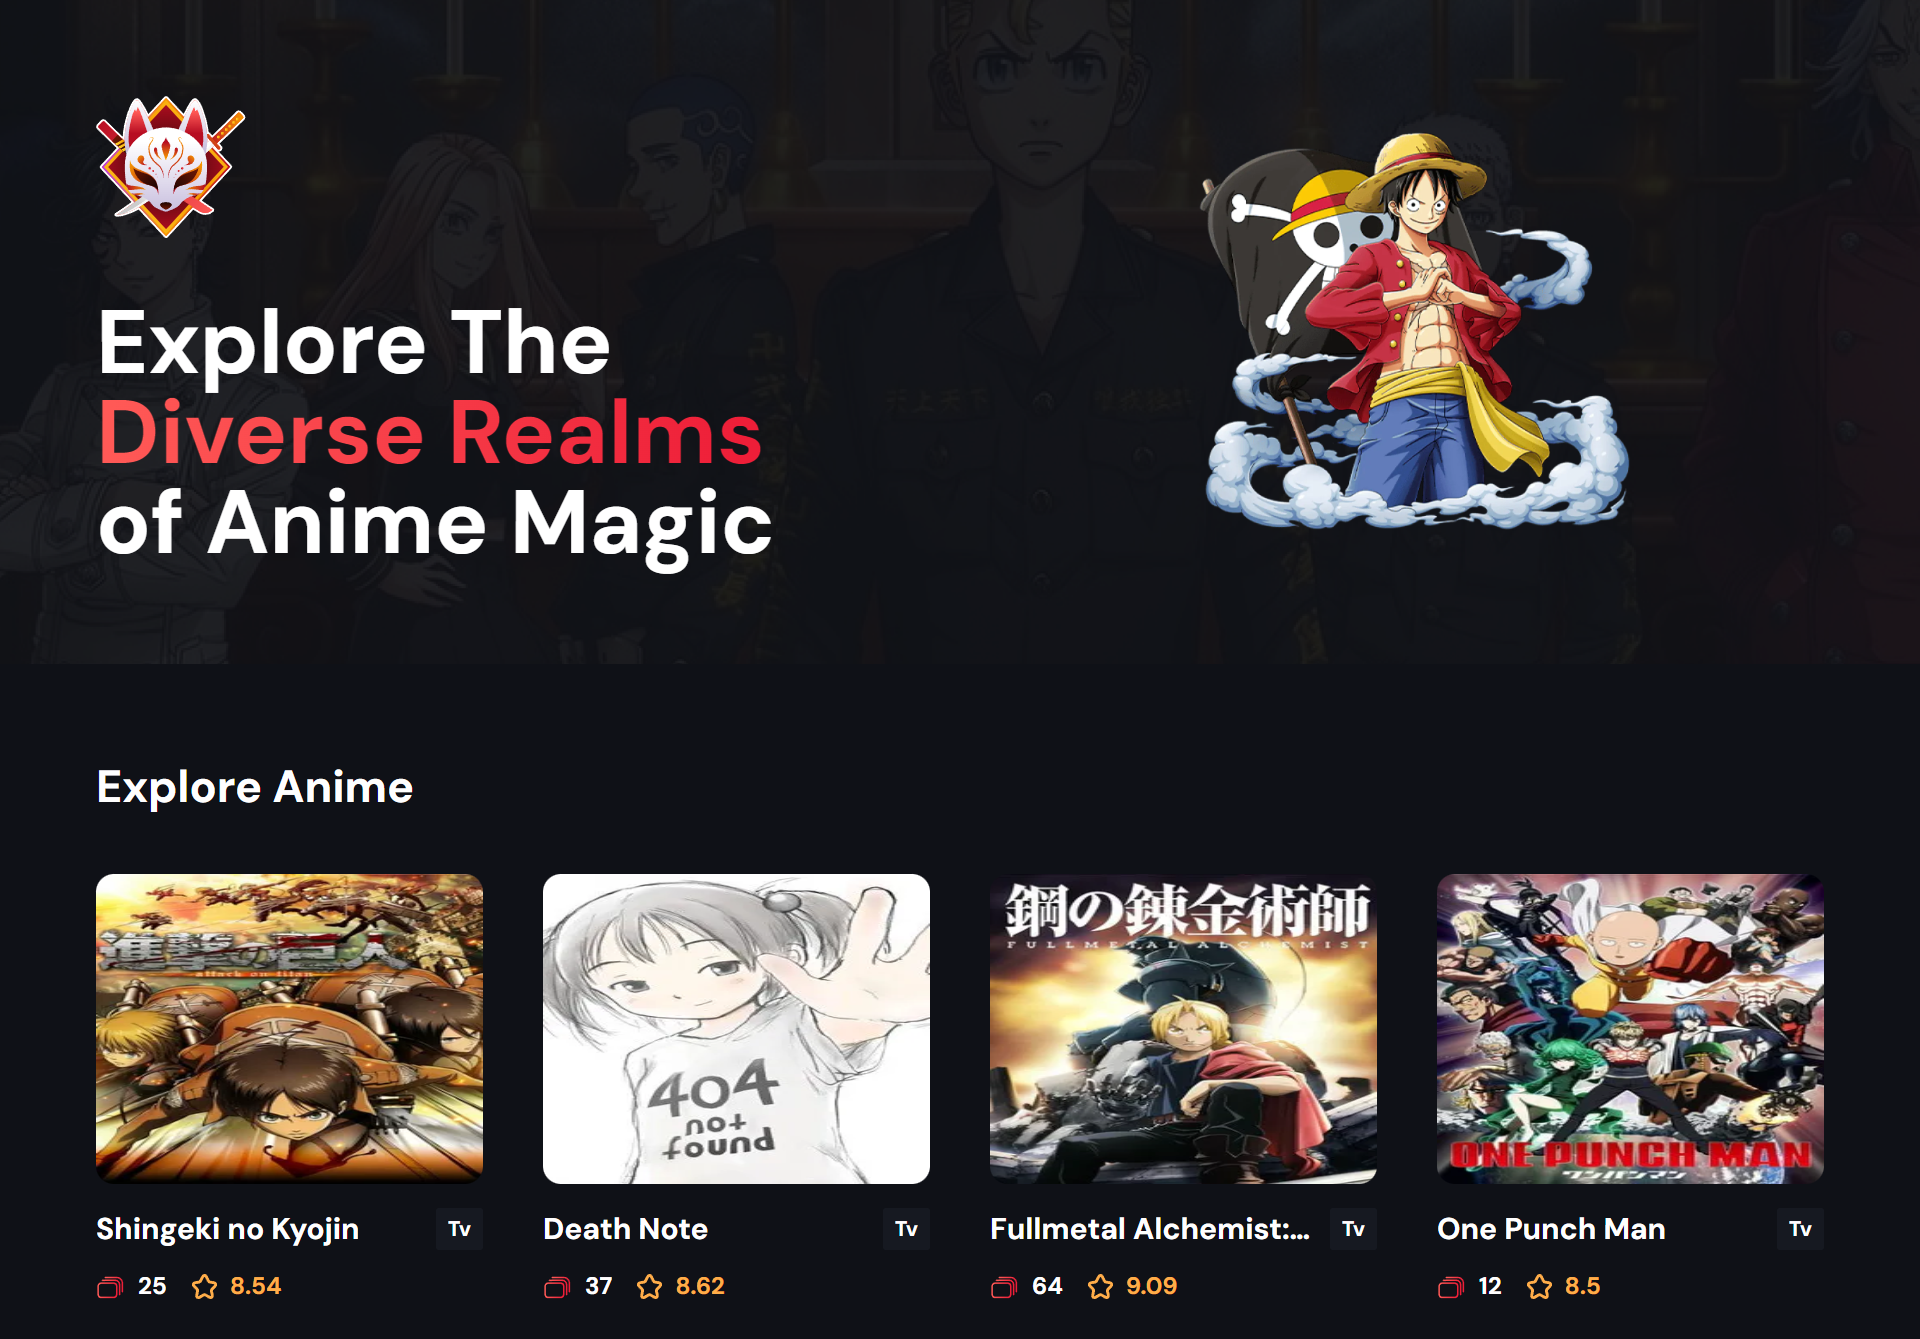 Explore The
Diverse Realms
of Anime Magic
Explore Anime
進撃の巨人
attack on titan
404
not
found
鋼の錬金術師
FULLMETAL ALCHEMIST
ONE PUNCH MAN
ワンパンマン
Shingeki no Kyojin
Tv
Death Note
Tv
Fullmetal Alchemist:...
Tv
One Punch Man
Tv
25
8.54
37
8.62
64
9.09
12
8.5